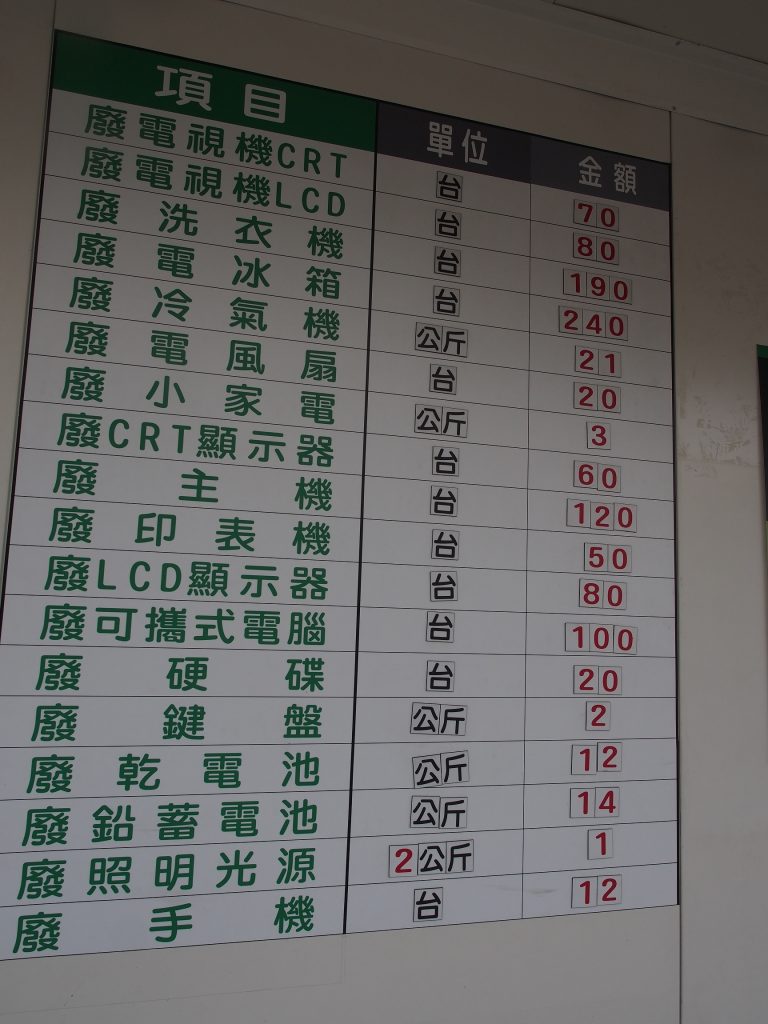 項目 單位 金額
廢電視機CRT 台 70
廢電視機LCD 台 80
廢洗衣機 台 190
廢電冰箱 台 240
廢冷氣機 公斤 21
廢電風扇 台 20
廢小家電 公斤 3
廢CRT顯示器 台 60
廢主機 台 120
廢印表機 台 50
廢LCD顯示器 台 80
廢可攜式電腦 台 100
廢硬碟 台 20
廢鍵盤 公斤 2
廢乾電池 公斤 12
廢鉛蓄電池 公斤 14
廢照明光源 2公斤 1
廢手機 台 12